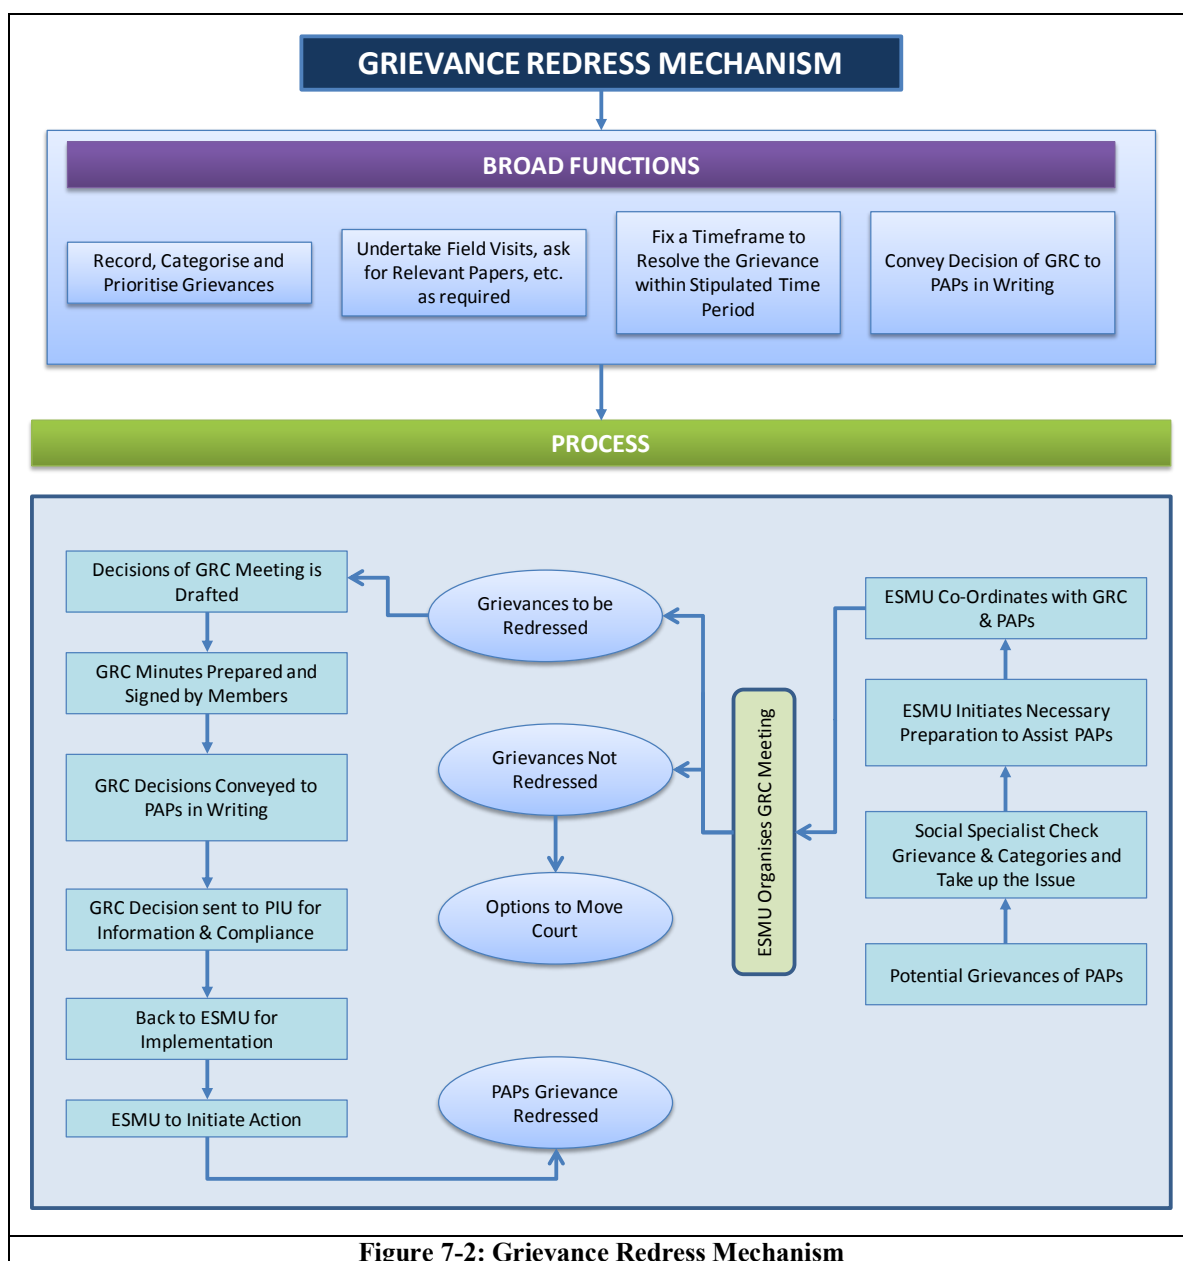 GRIEVANCE REDRESS MECHANISM
BROAD FUNCTIONS
Record, Categorise and
Prioritise Grievances
Undertake Field Visits, ask
for Relevant Papers, etc.
as required
Fix a Timeframe to
Resolve the Grievance
within Stipulated Time
Period
Convey Decision of GRC to
PAPs in Writing
PROCESS
Decisions of GRC Meeting is
Drafted
GRC Minutes Prepared and
Signed by Members
GRC Decisions Conveyed to
PAPs in Writing
GRC Decision sent to PIU for
Information & Compliance
Back to ESMU for
Implementation
ESMU to Initiate Action
Grievances to be
Redressed
Grievances Not
Redressed
Options to Move
Court
PAPs Grievance
Redressed
ESMU Organises GRC Meeting
ESMU Co-Ordinates with GRC
& PAPs
ESMU Initiates Necessary
Preparation to Assist PAPs
Social Specialist Check
Grievance & Categories and
Take up the Issue
Potential Grievances of PAPs
Figure 7-2: Grievance Redress Mechanism